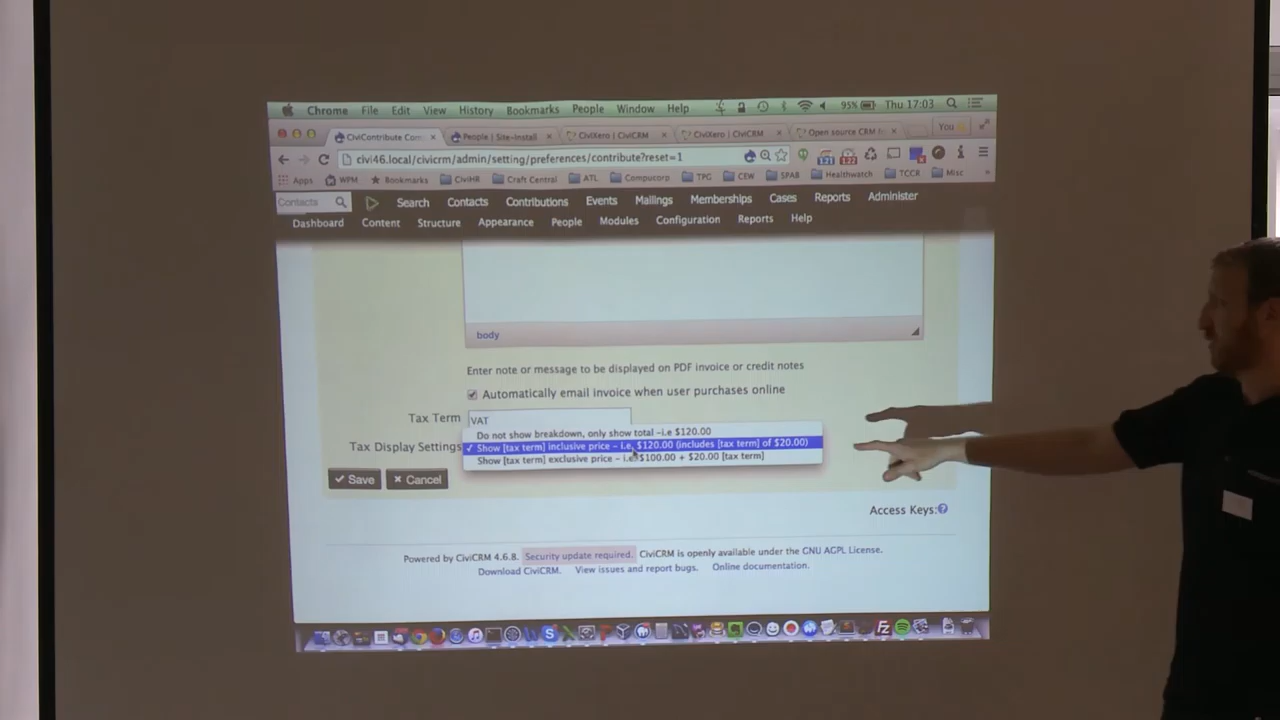 Chrome File Edit View History Bookmarks People Window Help 95% Thu 17:03
CiviContribute Com × People | Site-Install × CiviXero | CiviCRM × CiviXero | CiviCRM × Open source CRM f × You
civi46.local/civicrm/admin/setting/preferences/contribute?reset=1
Apps WPM Bookmarks CiviHR Craft Central ATL Compucorp TPG CEW SPAB Healthwatch TCCR Misc
Contacts Search Contacts Contributions Events Mailings Memberships Cases Reports Administer
Dashboard Content Structure Appearance People Modules Configuration Reports Help
body
Enter note or message to be displayed on PDF invoice or credit notes
Automatically email invoice when user purchases online
Tax Term VAT
Do not show breakdown, only show total -i.e $120.00
Tax Display Settings ✓ Show [tax term] inclusive price - i.e. $120.00 (includes [tax term] of $20.00)
Show [tax term] exclusive price - i.e. $100.00 + $20.00 [tax term]
✓ Save × Cancel
Access Keys:?
Powered by CiviCRM 4.6.8. Security update required. CiviCRM is openly available under the GNU AGPL License.
Download CiviCRM. View issues and report bugs. Online documentation.